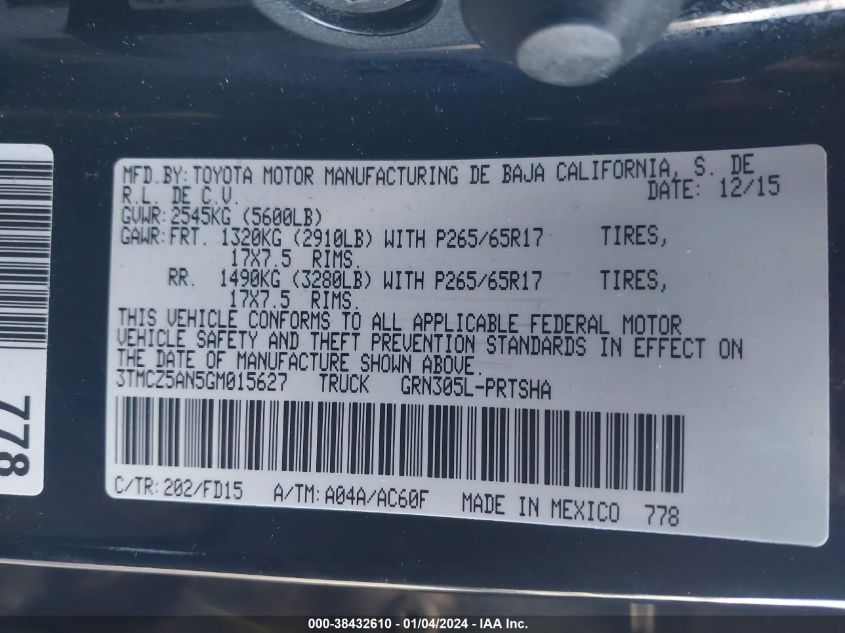 MFD.BY:TOYOTA MOTOR MANUFACTURING DE BAJA CALIFORNIA, S. DE
R.L. DE C.V. DATE: 12/15
GVWR:2545KG (5600LB)
GAWR:FRT. 1320KG (2910LB) WITH P265/65R17 TIRES,
17X7.5 RIMS.
RR. 1490KG (3280LB) WITH P265/65R17 TIRES,
17X7.5 RIMS.
THIS VEHICLE CONFORMS TO ALL APPLICABLE FEDERAL MOTOR
VEHICLE SAFETY AND THEFT PREVENTION STANDARDS IN EFFECT ON
THE DATE OF MANUFACTURE SHOWN ABOVE.
3TMCZ5AN5GM015627 TRUCK GRN305L-PRTSHA
C/TR:202/FD15 A/TM:A04A/AC60F MADE IN MEXICO 778
778
000-38432610 - 01/04/2024 - IAA Inc.